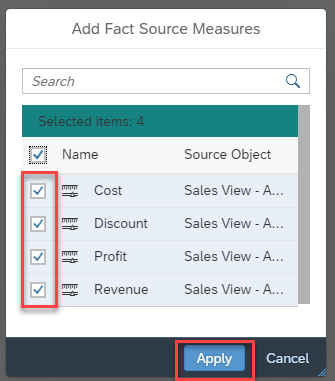 Add Fact Source Measures
Search
Selected items: 4
Name Source Object
Cost Sales View - A...
Discount Sales View - A...
Profit Sales View - A...
Revenue Sales View - A...
Apply Cancel